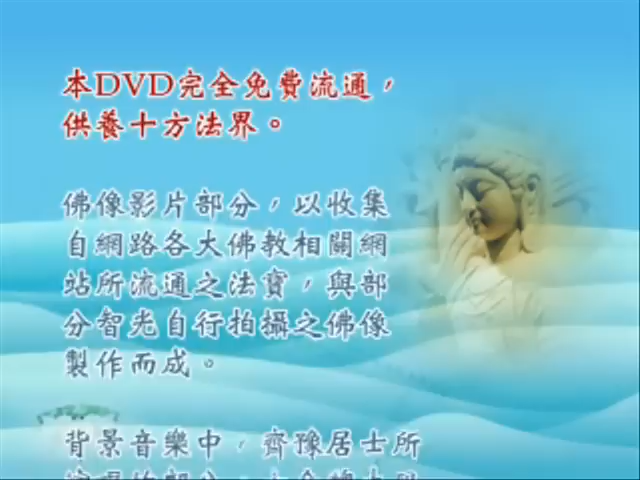 本DVD完全免費流通，
供養十方法界。
佛像影片部分，以收集
自網路各大佛教相關網
站所流通之法寶，與部
分智光自行拍攝之佛像
製作而成。
背景音樂中，齊豫居士所